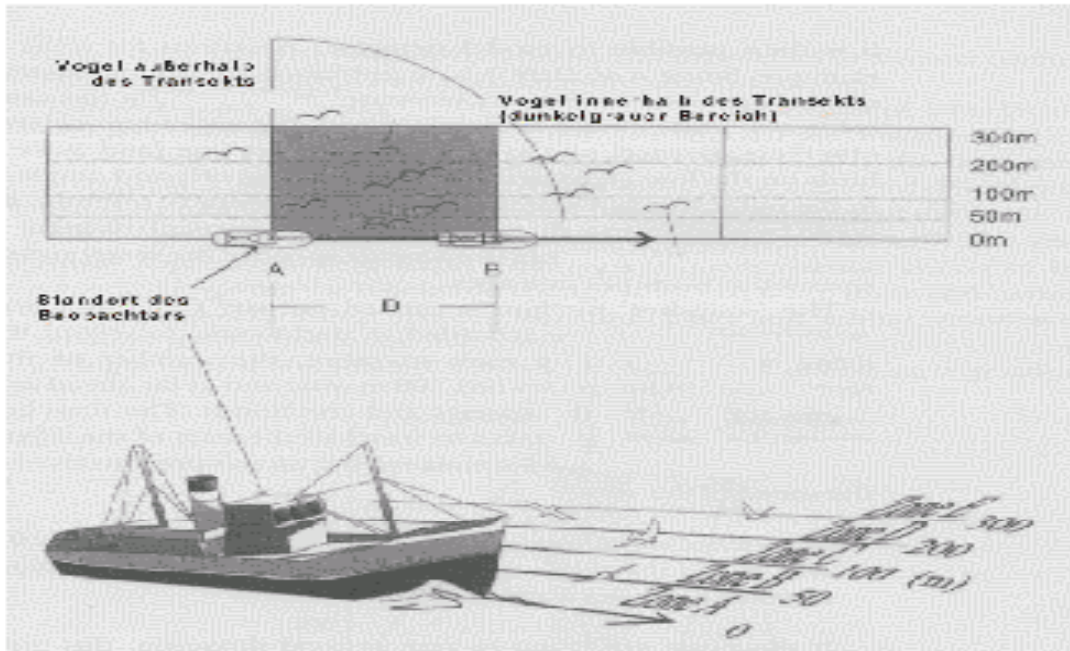 Vogel außerhalb
des Transekts
Vogel innerhalb des Transekts
(dunkelgrauer Bereich)
300m
200m
100m
50m
0m
A
B
D
Standort des
Beobachters
Zone E
Zone D
Zone C
Zone B
Zone A
300
200
100 (m)
50
0